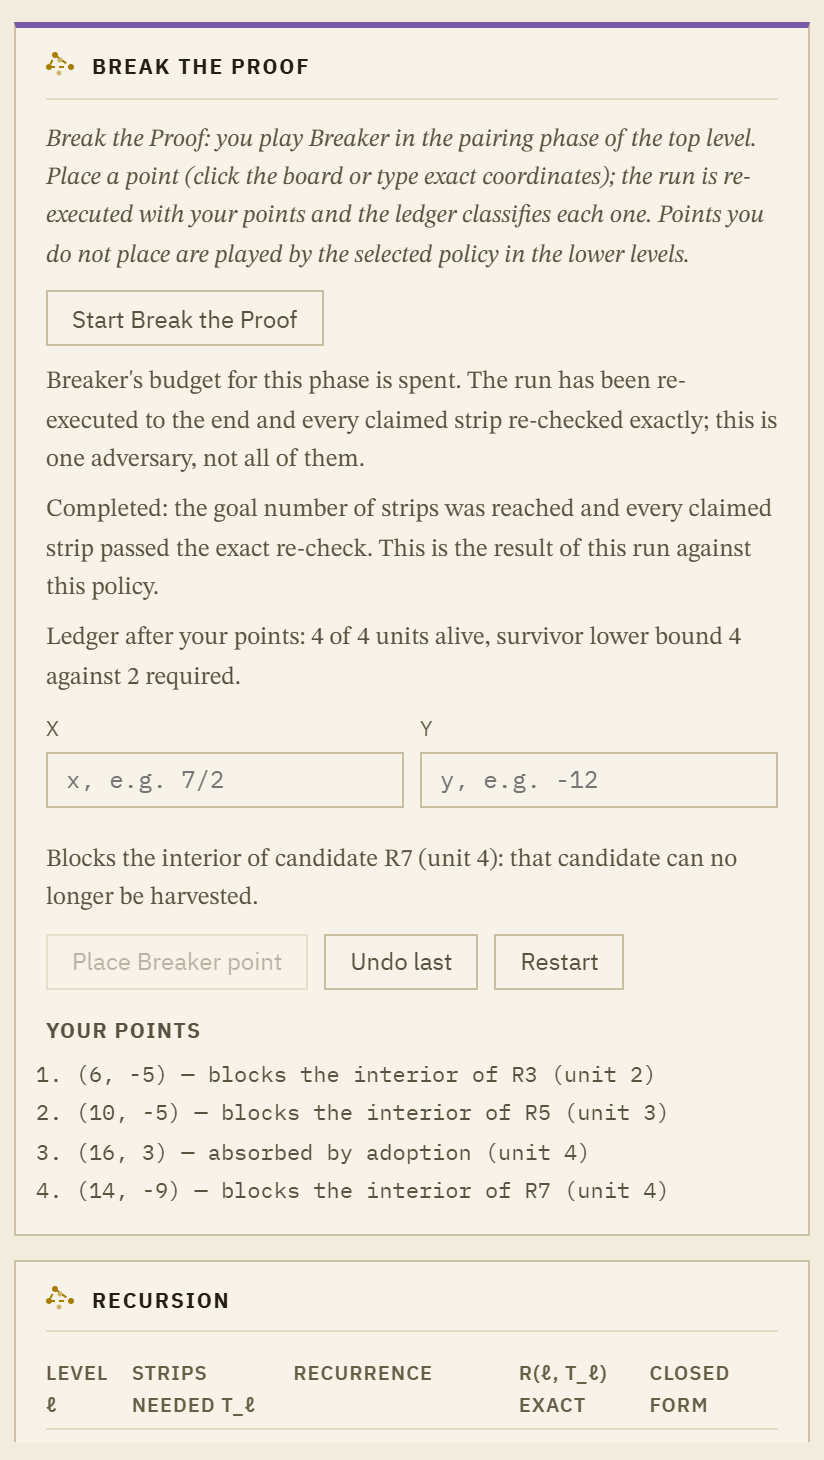 BREAK THE PROOF
Break the Proof: you play Breaker in the pairing phase of the top level.
Place a point (click the board or type exact coordinates); the run is re-
executed with your points and the ledger classifies each one. Points you
do not place are played by the selected policy in the lower levels.
Start Break the Proof
Breaker's budget for this phase is spent. The run has been re-
executed to the end and every claimed strip re-checked exactly; this is
one adversary, not all of them.
Completed: the goal number of strips was reached and every claimed
strip passed the exact re-check. This is the result of this run against
this policy.
Ledger after your points: 4 of 4 units alive, survivor lower bound 4
against 2 required.
X Y
x, e.g. 7/2 y, e.g. -12
Blocks the interior of candidate R7 (unit 4): that candidate can no
longer be harvested.
Place Breaker point Undo last Restart
YOUR POINTS
1. (6, -5) — blocks the interior of R3 (unit 2)
2. (10, -5) — blocks the interior of R5 (unit 3)
3. (16, 3) — absorbed by adoption (unit 4)
4. (14, -9) — blocks the interior of R7 (unit 4)
RECURSION
LEVEL STRIPS RECURRENCE R(ℓ, T_ℓ) CLOSED
ℓ NEEDED T_ℓ EXACT FORM